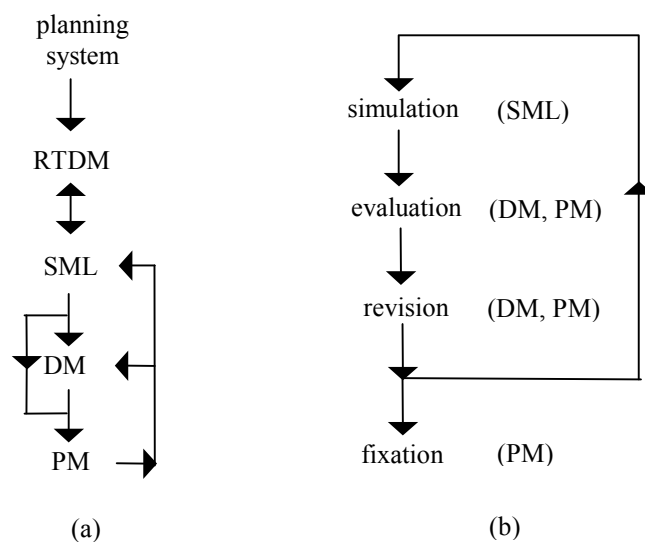 planning
system
RTDM
SML
DM
PM
(a)
simulation (SML)
evaluation (DM, PM)
revision (DM, PM)
fixation (PM)
(b)